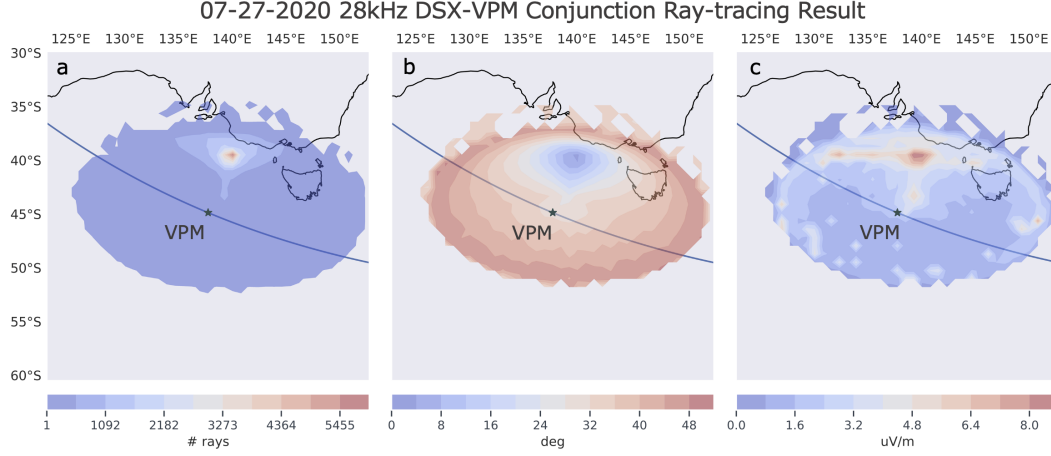 07-27-2020 28kHz DSX-VPM Conjunction Ray-tracing Result
125°E 130°E 135°E 140°E 145°E 150°E 125°E 130°E 135°E 140°E 145°E 150°E 125°E 130°E 135°E 140°E 145°E 150°E
30°S
a b c
35°S
40°S
45°S
VPM VPM VPM
50°S
55°S
60°S
1 1092 2182 3273 4364 5455 0 8 16 24 32 40 48 0.0 1.6 3.2 4.8 6.4 8.0
# rays deg uV/m